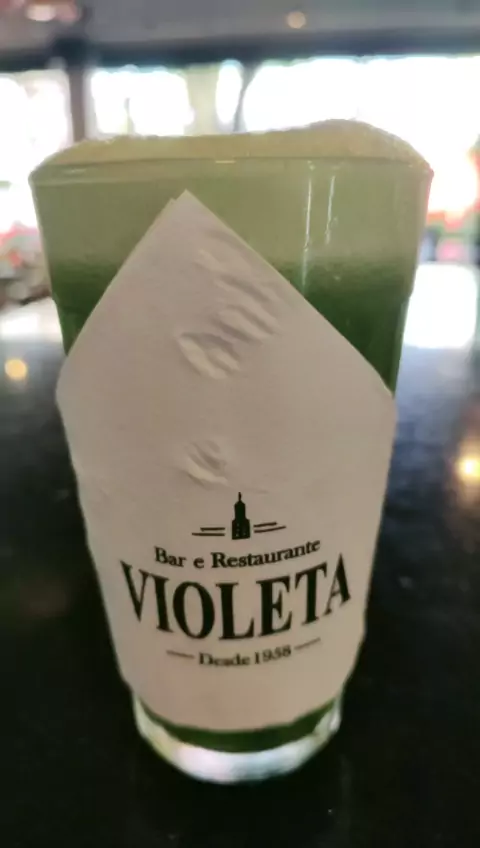 Bar e Restaurante
VIOLETA
Desde 1958